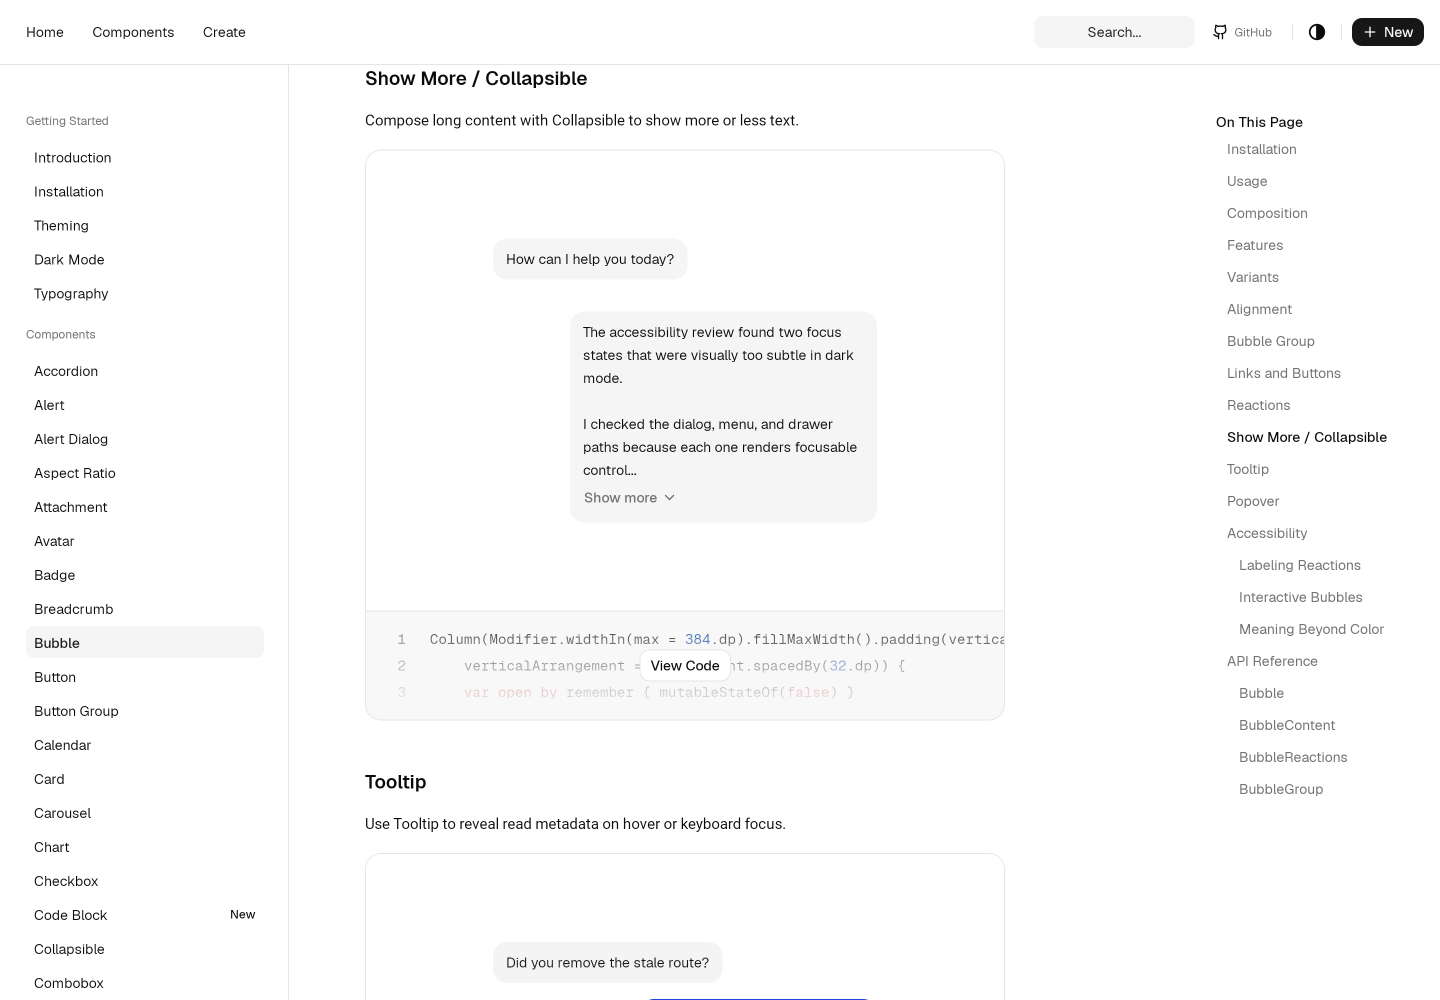 Home
Components
Create
Search...
GitHub
New
Getting Started
Introduction
Installation
Theming
Dark Mode
Typography
Components
Accordion
Alert
Alert Dialog
Aspect Ratio
Attachment
Avatar
Badge
Breadcrumb
Bubble
Button
Button Group
Calendar
Card
Carousel
Chart
Checkbox
Code Block New
Collapsible
Combobox
Show More / Collapsible
Compose long content with Collapsible to show more or less text.
How can I help you today?
The accessibility review found two focus
states that were visually too subtle in dark
mode.
I checked the dialog, menu, and drawer
paths because each one renders focusable
control...
Show more
1 Column(Modifier.widthIn(max = 384.dp).fillMaxWidth().padding(vertica
2 verticalArrangement = nt.spacedBy(32.dp)) {
View Code
3 var open by remember { mutableStateOf(false) }
Tooltip
Use Tooltip to reveal read metadata on hover or keyboard focus.
Did you remove the stale route?
On This Page
Installation
Usage
Composition
Features
Variants
Alignment
Bubble Group
Links and Buttons
Reactions
Show More / Collapsible
Tooltip
Popover
Accessibility
Labeling Reactions
Interactive Bubbles
Meaning Beyond Color
API Reference
Bubble
BubbleContent
BubbleReactions
BubbleGroup